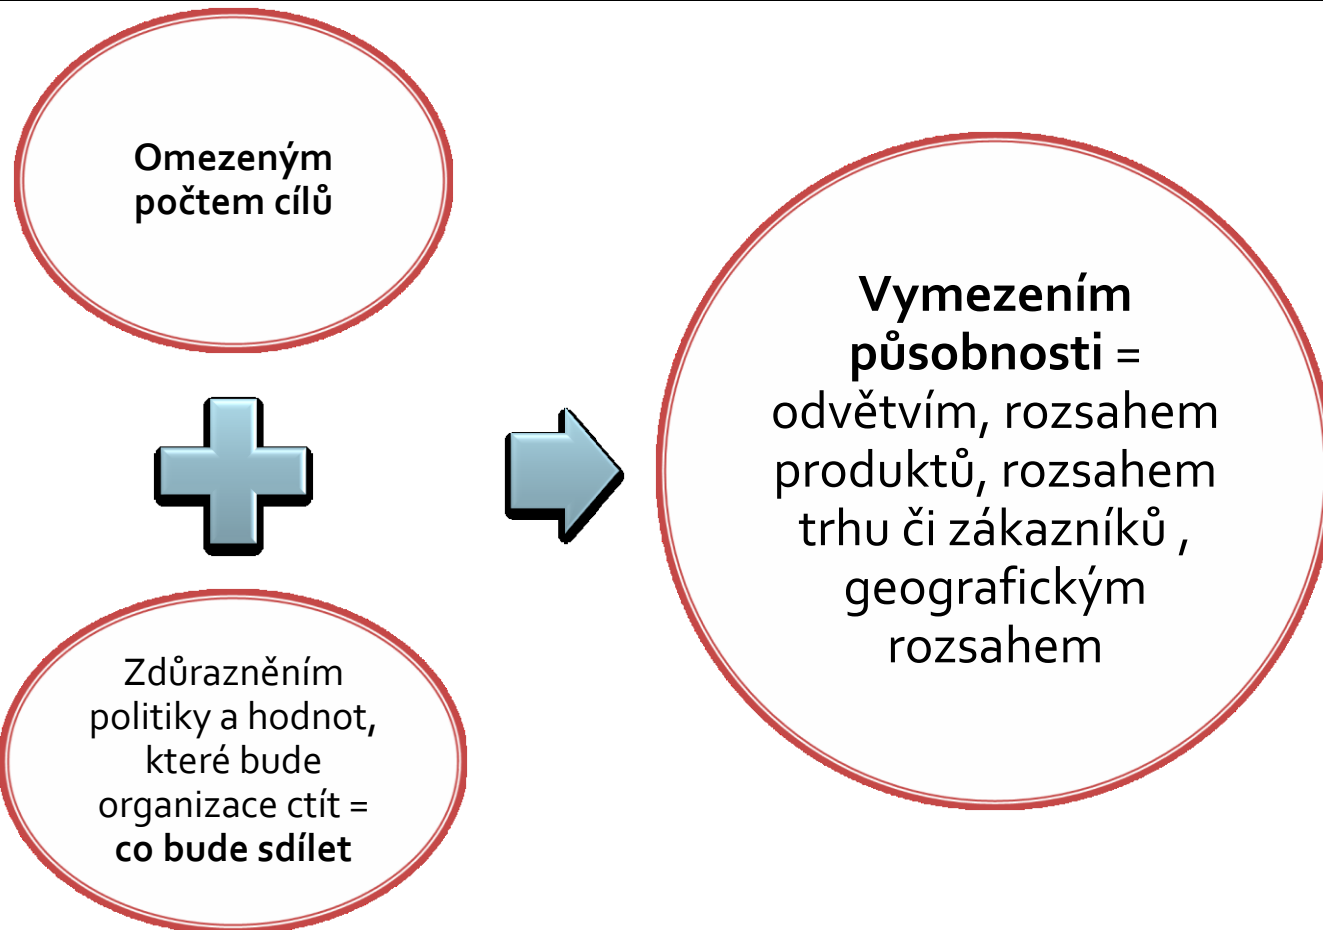 Omezeným
počtem cílů
Zdůrazněním
politiky a hodnot,
které bude
organizace ctít =
co bude sdílet
Vymezením
působnosti =
odvětvím, rozsahem
produktů, rozsahem
trhu či zákazníků ,
geografickým
rozsahem